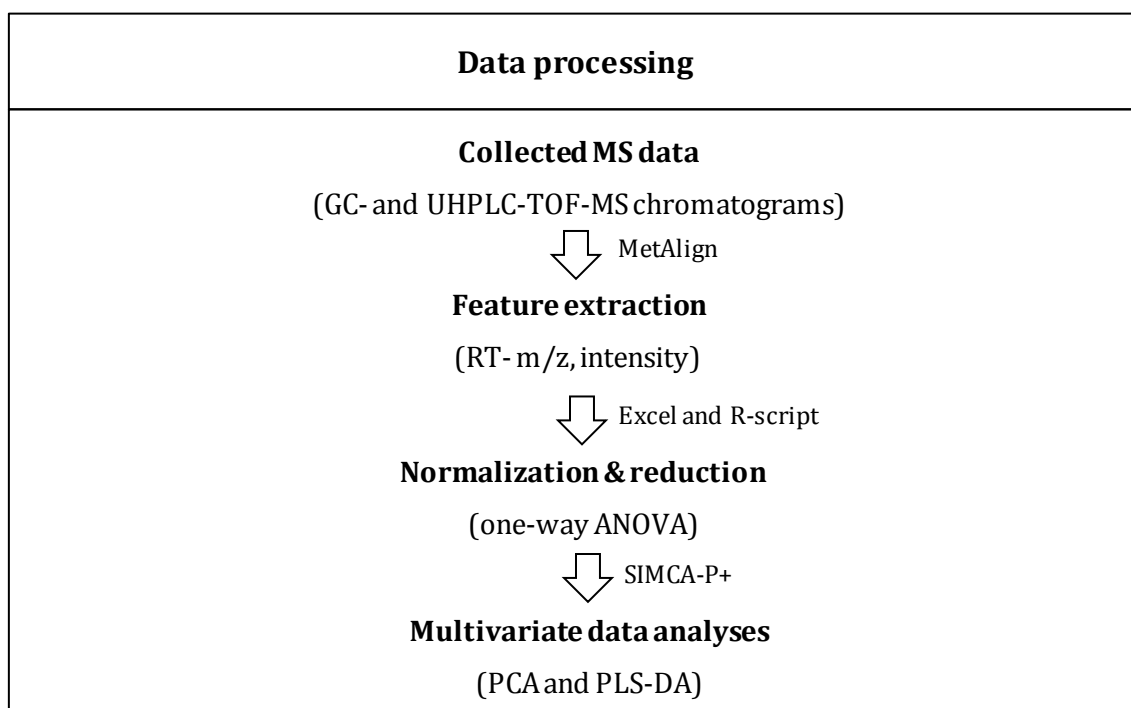 Data processing
Collected MS data
(GC- and UHPLC-TOF-MS chromatograms)
MetAlign
Feature extraction
(RT- m/z, intensity)
Excel and R-script
Normalization & reduction
(one-way ANOVA)
SIMCA-P+
Multivariate data analyses
(PCA and PLS-DA)